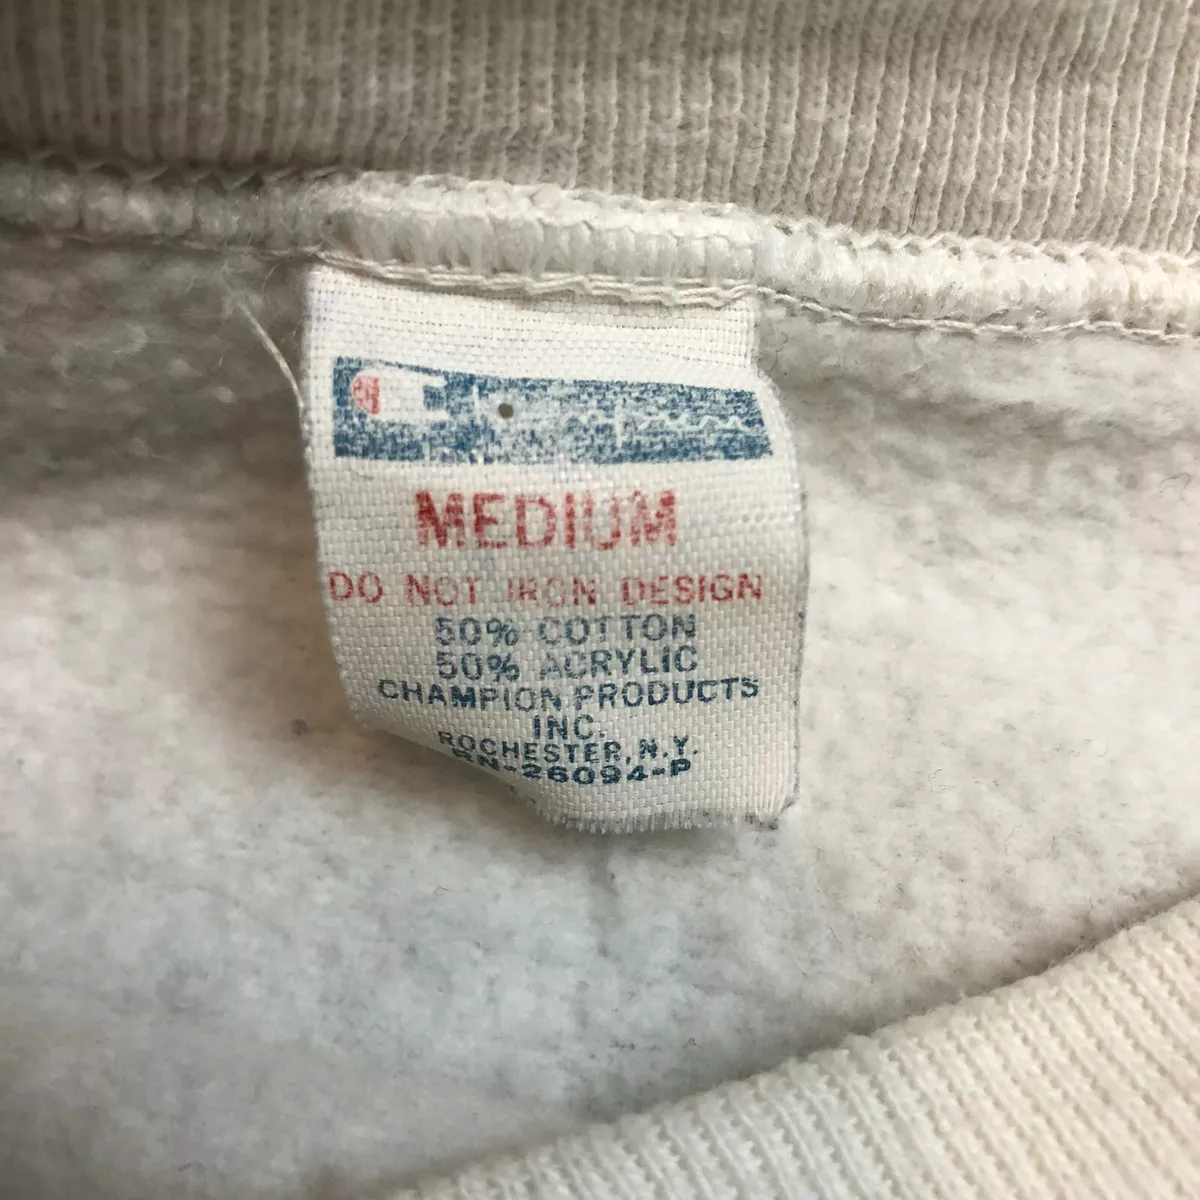 MEDIUM
DO NOT IRON DESIGN
50% COTTON
50% ACRYLIC
CHAMPION PRODUCTS
INC.
ROCHESTER, N.Y.
RN-26094-P